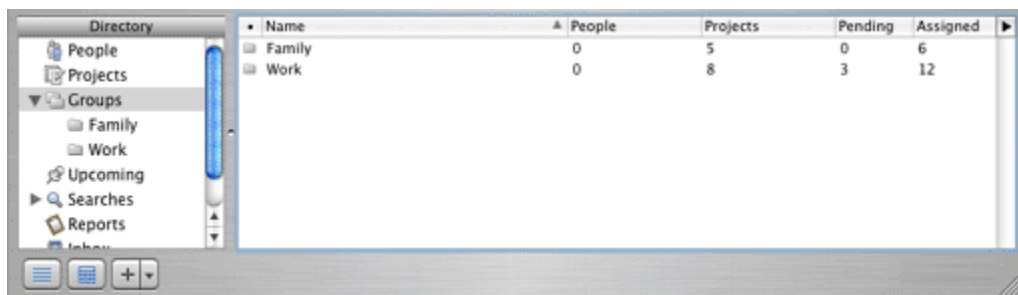 Directory
People
Projects
Groups
Family
Work
Upcoming
Searches
Reports
Inbox
• Name People Projects Pending Assigned
Family 0 5 0 6
Work 0 8 3 12